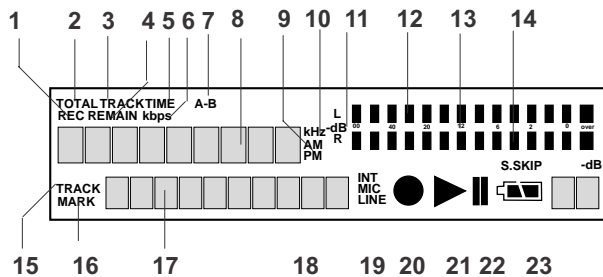 1 2 3 4 5 6 7 8 9 10 11 12 13 14
TOTAL TRACK TIME A-B
REC REMAIN kbps
L
kHz -dB 00 40 20 12 6 2 0 over
AM R
PM
S.SKIP -dB
TRACK INT
MARK MIC
LINE
15 16 17 18 19 20 21 22 23